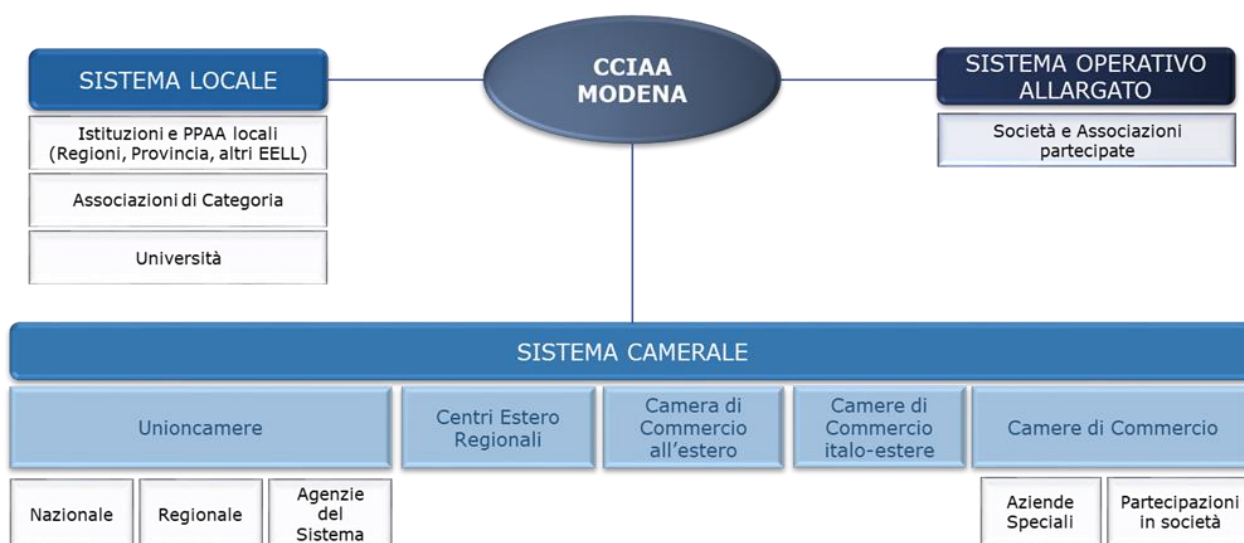 CCIAA
MODENA
SISTEMA LOCALE
Istituzioni e PPAA locali
(Regioni, Provincia, altri EELL)
Associazioni di Categoria
Università
SISTEMA OPERATIVO
ALLARGATO
Società e Associazioni
partecipate
SISTEMA CAMERALE
Unioncamere
Centri Estero
Regionali
Camera di
Commercio
all'estero
Camere di
Commercio
italo-estere
Camere di Commercio
Nazionale
Regionale
Agenzie
del
Sistema
Aziende
Speciali
Partecipazioni
in società